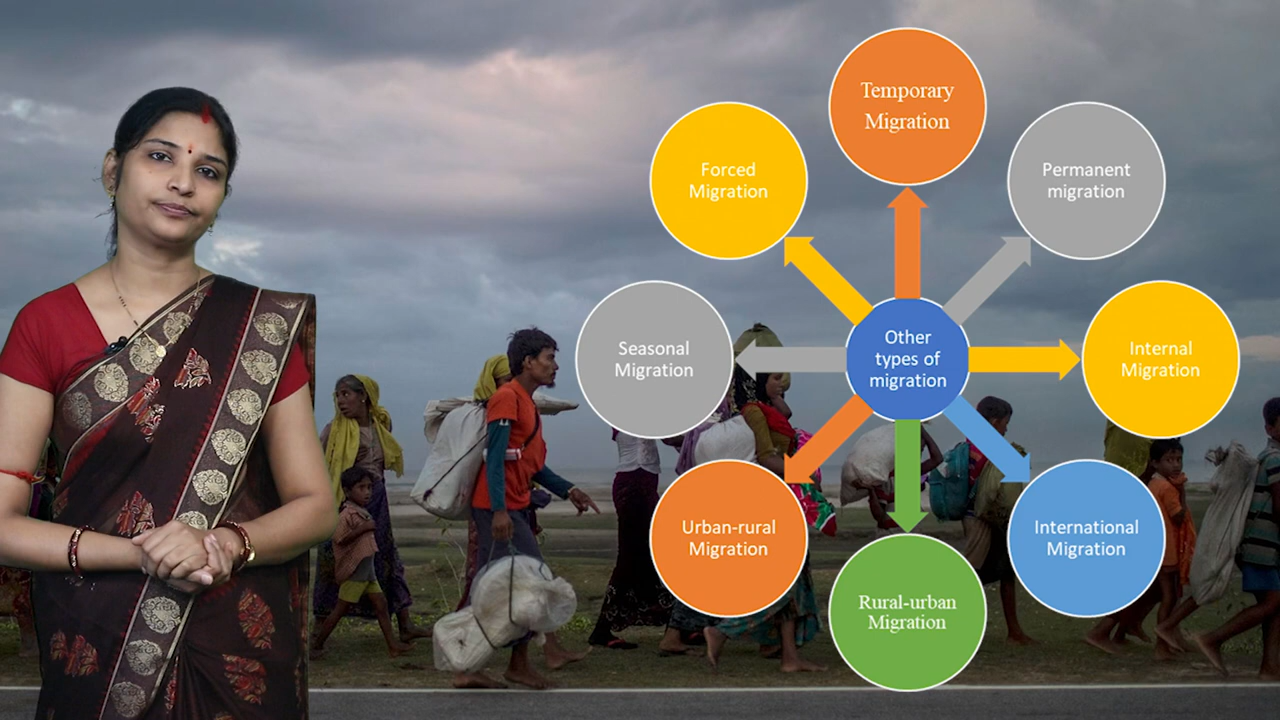 Temporary
Migration
Permanent
migration
Internal
Migration
International
Migration
Rural-urban
Migration
Urban-rural
Migration
Seasonal
Migration
Forced
Migration
Other
types of
migration